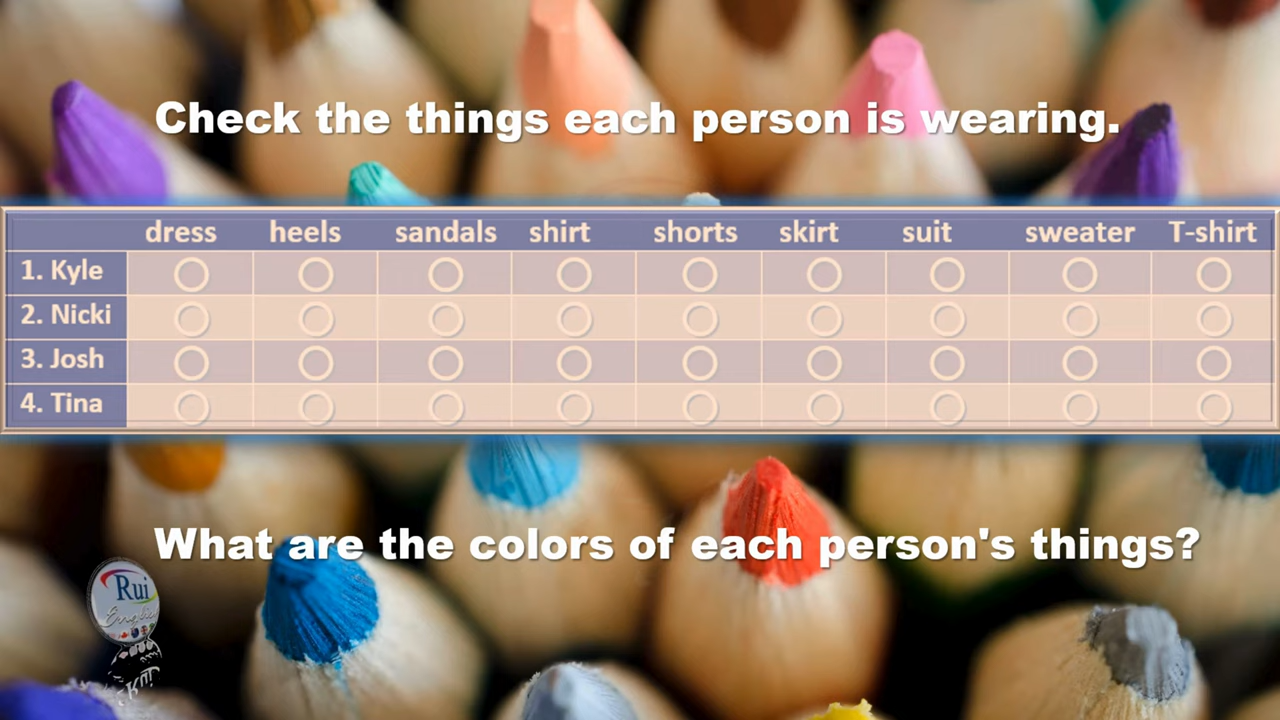 Check the things each person is wearing.
dress heels sandals shirt shorts skirt suit sweater T-shirt
1. Kyle
2. Nicki
3. Josh
4. Tina
What are the colors of each person's things?
Rui
English